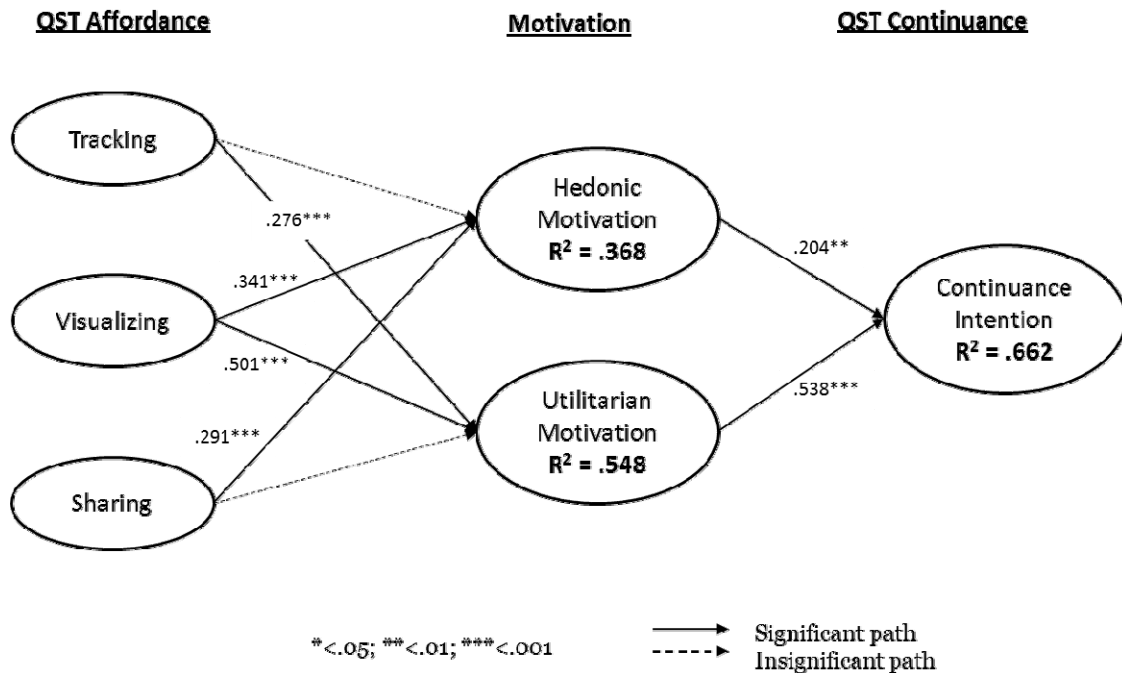 QST Affordance
Motivation
QST Continuance
Tracking
.276***
.341***
Visualizing
.501***
.291***
Sharing
Hedonic
Motivation
R² = .368
Utilitarian
Motivation
R² = .548
.204**
.538***
Continuance
Intention
R² = .662
*<.05; **<.01; ***<.001
Significant path
Insignificant path